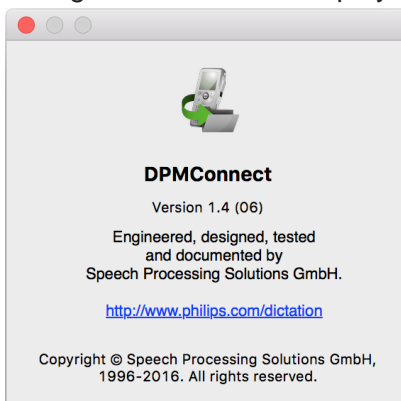 DPMConnect
Version 1.4 (06)
Engineered, designed, tested
and documented by
Speech Processing Solutions GmbH.
http://www.philips.com/dictation
Copyright © Speech Processing Solutions GmbH,
1996-2016. All rights reserved.